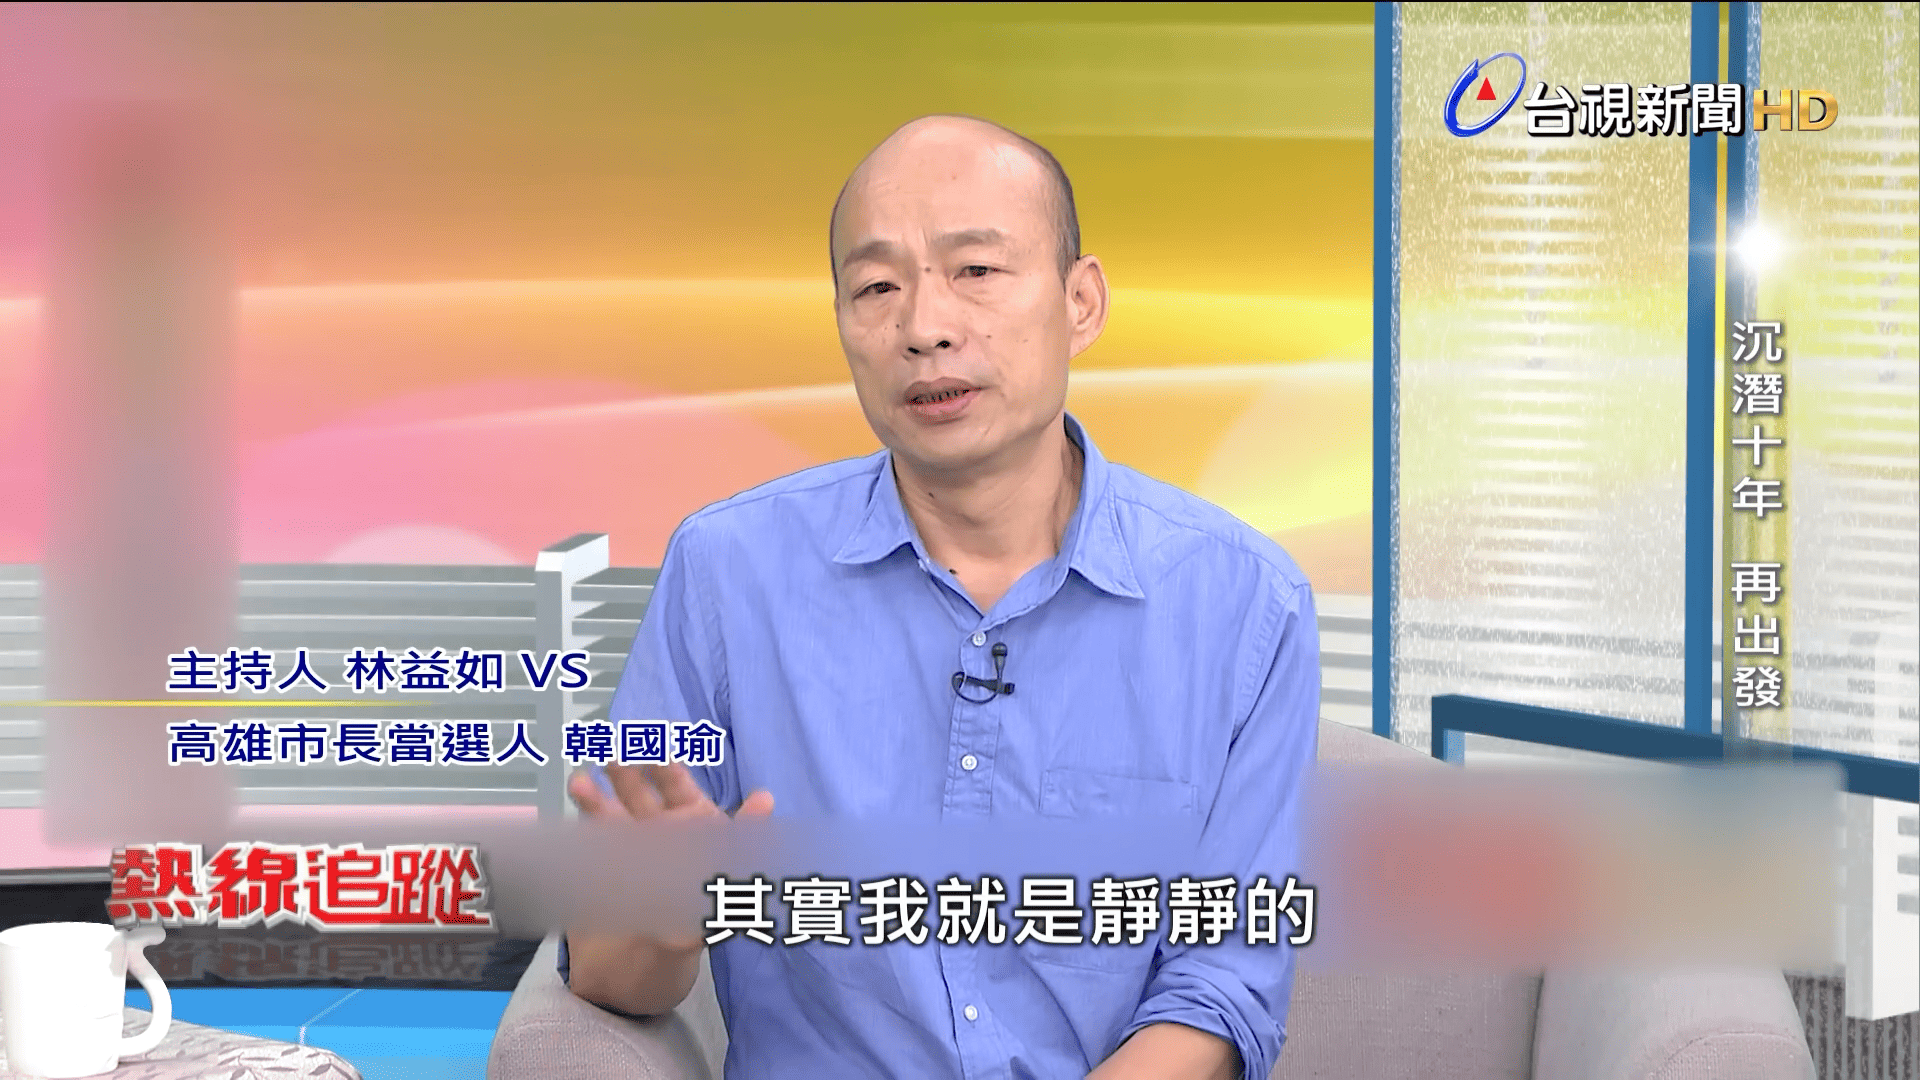 台視新聞HD
沉潛十年 再出發
主持人 林益如 VS
高雄市長當選人 韓國瑜
熱線追蹤
其實我就是靜靜的